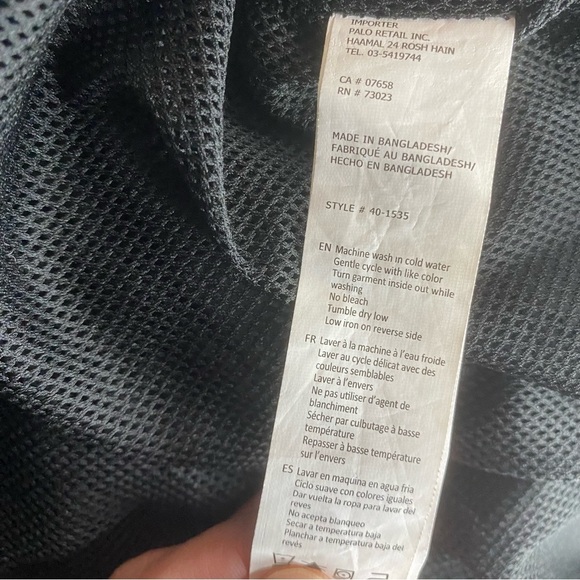 IMPORTER
PALO RETAIL INC.
HAAMAL 24 ROSH HAIN
TEL. 03-5419744
CA # 07658
RN # 73023
MADE IN BANGLADESH/
FABRIQUÉ AU BANGLADESH/
HECHO EN BANGLADESH
STYLE # 40-1535
EN Machine wash in cold water
Gentle cycle with like color
Turn garment inside out while
washing
No bleach
Tumble dry low
Low iron on reverse side
FR Laver à la machine à l'eau froide
Laver au cycle délicat avec des
couleurs semblables
Laver à l'envers
Ne pas utiliser d'agent de
blanchiment
Sécher par culbutage à basse
température
Repasser à basse température
sur l'envers
ES Lavar en maquina en agua fria
Ciclo suave con colores iguales
Dar vuelta la ropa para lavar del
reves
No acepta blanqueo
Secar a temperatura baja
Planchar a temperatura baja del
revés